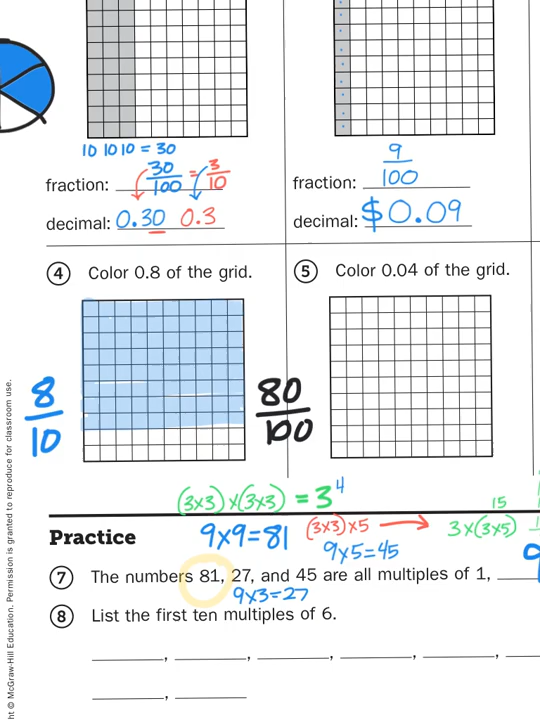 10 10 10 = 30
fraction: 30/100 = 3/10
decimal: 0.30 0.3
fraction: 9/100
decimal: $0.09
4 Color 0.8 of the grid.
8/10
80/100
5 Color 0.04 of the grid.
(3x3)x(3x3) = 3^4
15
9x9=81
(3x3)x5
3x(3x5)
9x5=45
Practice
7 The numbers 81, 27, and 45 are all multiples of 1,
9x3=27
8 List the first ten multiples of 6.
ht © McGraw-Hill Education. Permission is granted to reproduce for classroom use.